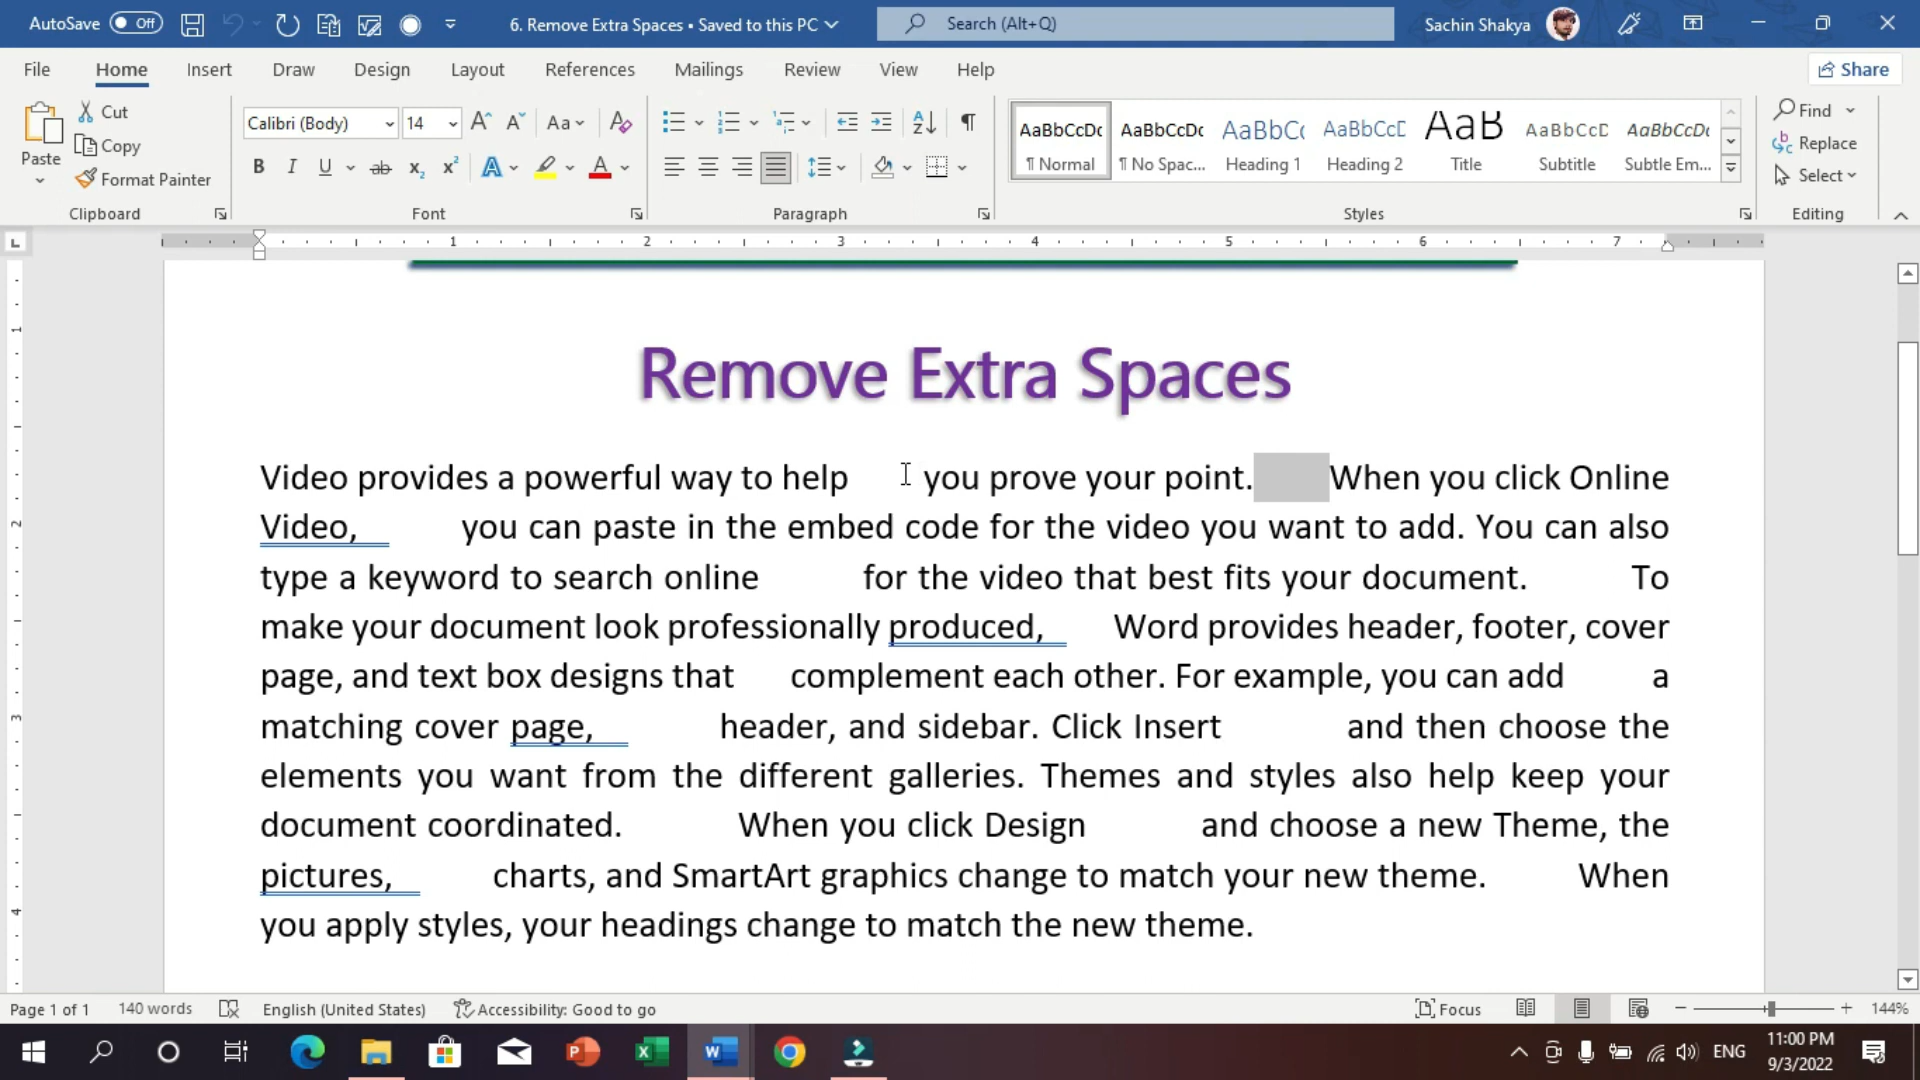 AutoSave Off 6. Remove Extra Spaces • Saved to this PC Search (Alt+Q) Sachin Shakya
File Home Insert Draw Design Layout References Mailings Review View Help Share
Paste Cut Copy Format Painter
Clipboard
Calibri (Body) 14
Font
Paragraph
AaBbCcDc AaBbCcDc AaBbC( AaBbCcE AaB AaBbCcD AaBbCcDc
¶ Normal ¶ No Spac... Heading 1 Heading 2 Title Subtitle Subtle Em...
Styles
Find
Replace
Select
Editing
1 2 3 4 5 6 7
Remove Extra Spaces
Video provides a powerful way to help you prove your point. When you click Online
Video, you can paste in the embed code for the video you want to add. You can also
type a keyword to search online for the video that best fits your document. To
make your document look professionally produced, Word provides header, footer, cover
page, and text box designs that complement each other. For example, you can add a
matching cover page, header, and sidebar. Click Insert and then choose the
elements you want from the different galleries. Themes and styles also help keep your
document coordinated. When you click Design and choose a new Theme, the
pictures, charts, and SmartArt graphics change to match your new theme. When
you apply styles, your headings change to match the new theme.
Page 1 of 1 140 words English (United States) Accessibility: Good to go Focus 144%
ENG 11:00 PM
9/3/2022